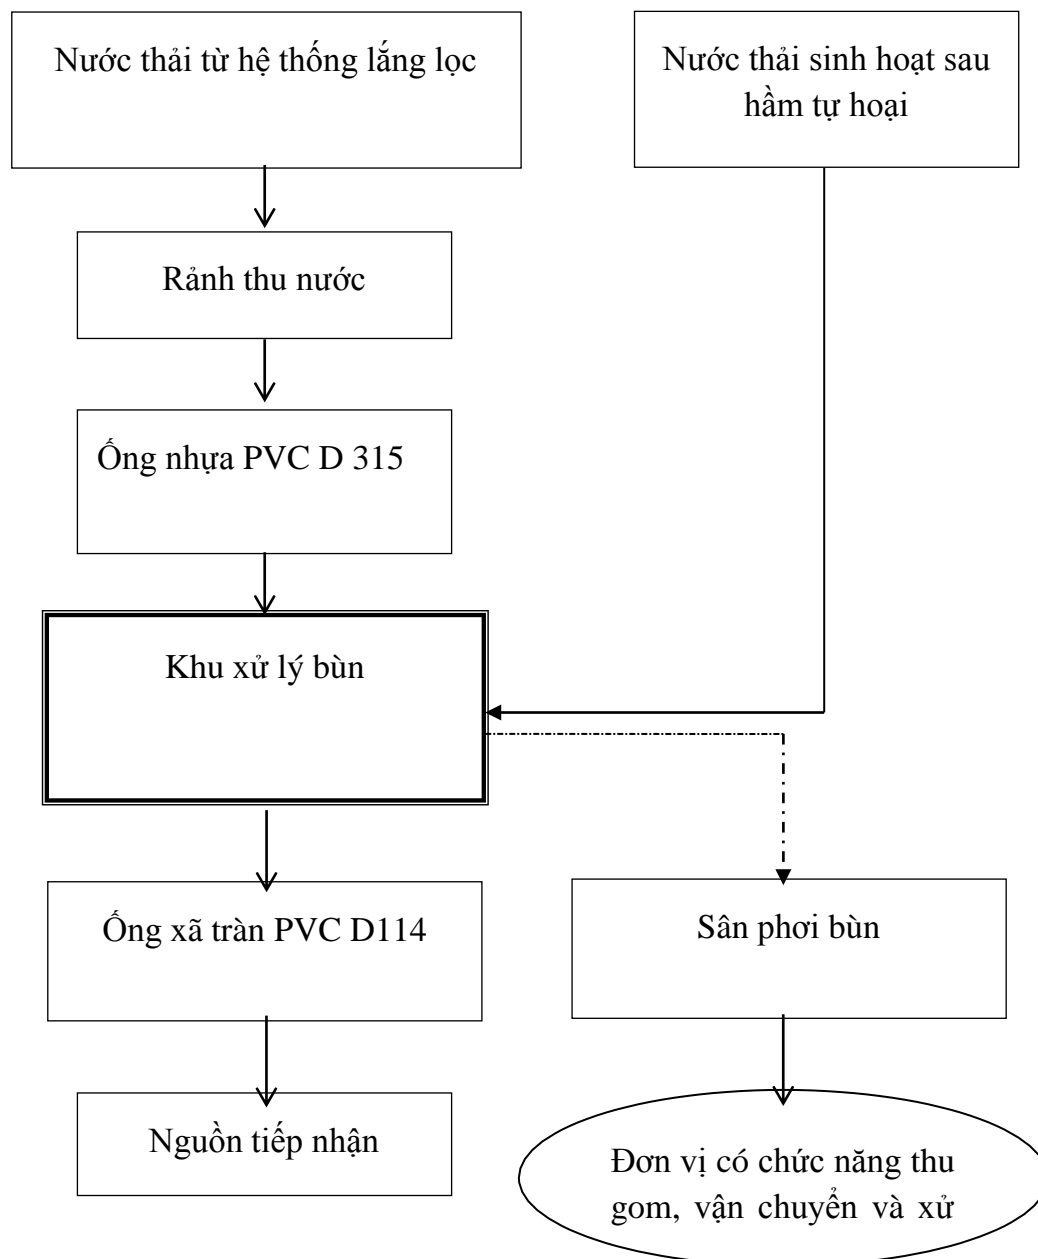 Nước thải từ hệ thống lắng lọc
Nước thải sinh hoạt sau
hầm tự hoại
Rảnh thu nước
Ống nhựa PVC D 315
Khu xử lý bùn
Ống xã tràn PVC D114
Sân phơi bùn
Nguồn tiếp nhận
Đơn vị có chức năng thu
gom, vận chuyển và xử